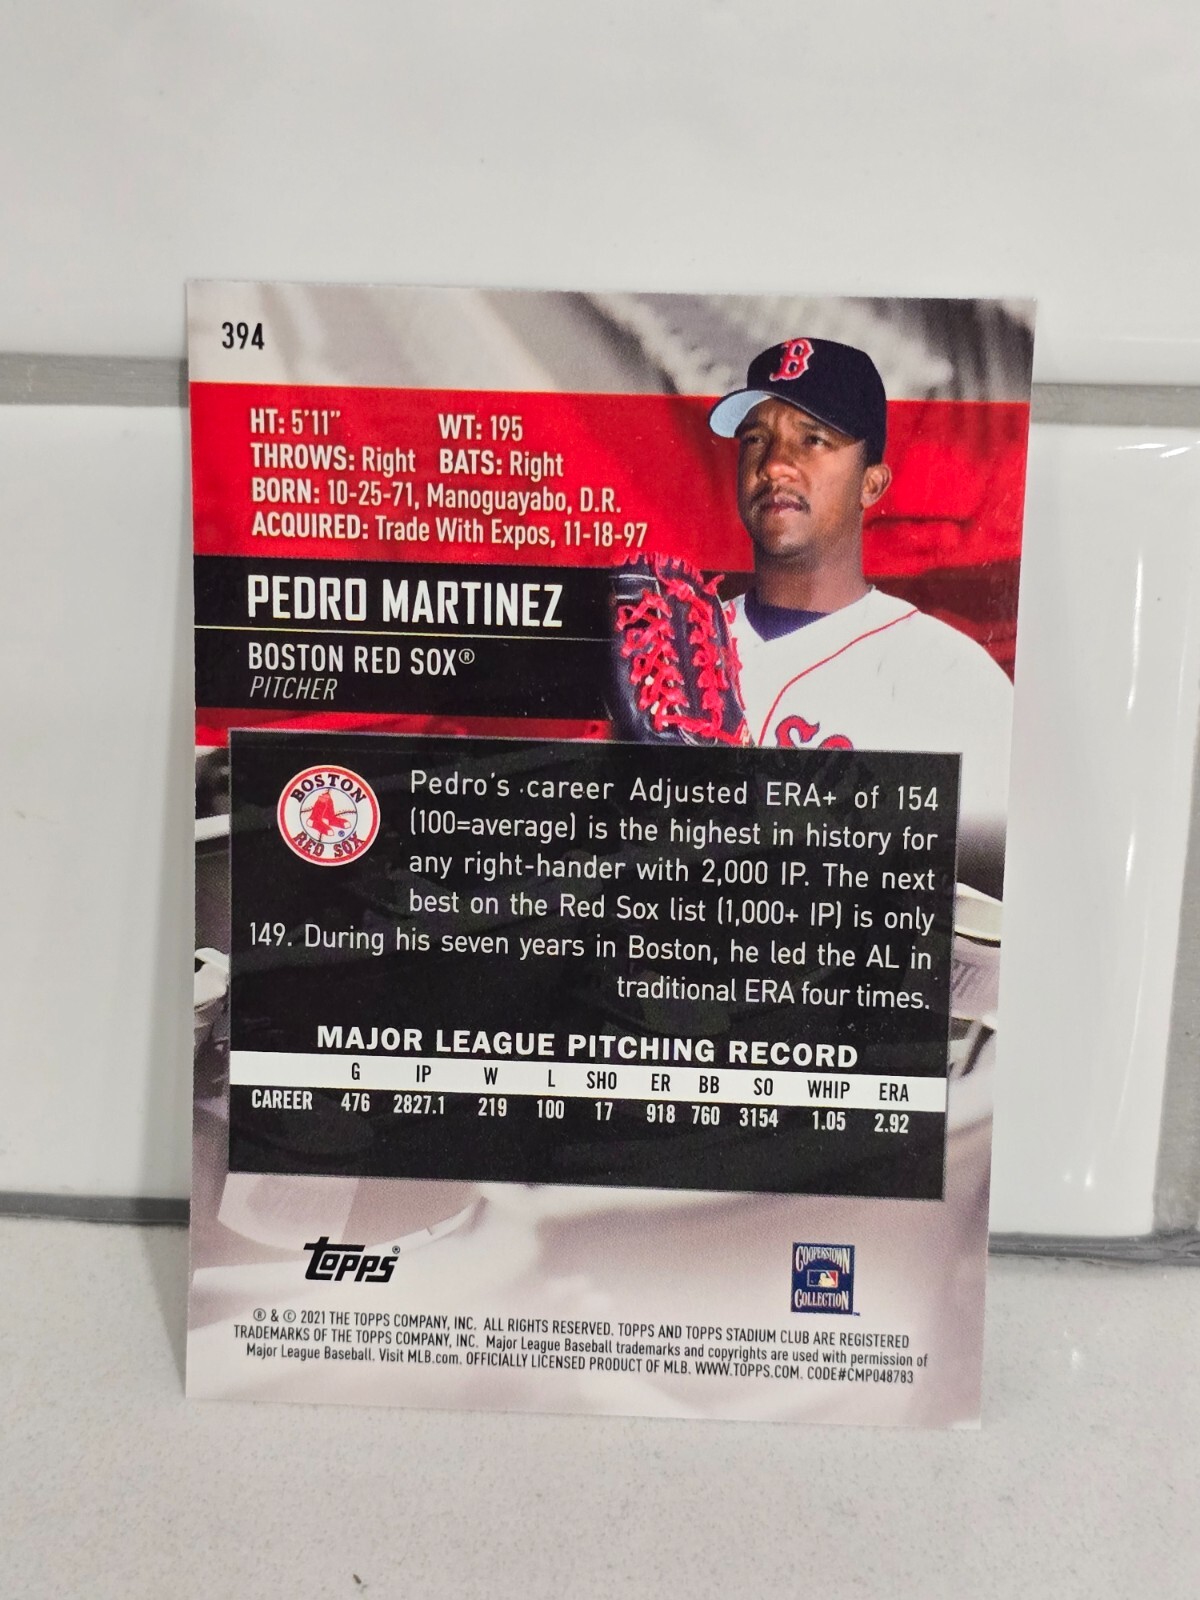 394
HT: 5'11" WT: 195
THROWS: Right BATS: Right
BORN: 10-25-71, Manoguayabo, D.R.
ACQUIRED: Trade With Expos, 11-18-97
PEDRO MARTINEZ
BOSTON RED SOX®
PITCHER
B
BOSTON
RED SOX®
Pedro's career Adjusted ERA+ of 154
(100=average) is the highest in history for
any right-hander with 2,000 IP. The next
best on the Red Sox list (1,000+ IP) is only
149. During his seven years in Boston, he led the AL in
traditional ERA four times.
MAJOR LEAGUE PITCHING RECORD
G IP W L SHO ER BB SO WHIP ERA
CAREER 476 2827.1 219 100 17 918 760 3154 1.05 2.92
topps®
COOPERSTOWN
COLLECTION™
® & © 2021 THE TOPPS COMPANY, INC. ALL RIGHTS RESERVED. TOPPS AND TOPPS STADIUM CLUB ARE REGISTERED
TRADEMARKS OF THE TOPPS COMPANY, INC. Major League Baseball trademarks and copyrights are used with permission of
Major League Baseball. Visit MLB.com. OFFICIALLY LICENSED PRODUCT OF MLB. WWW.TOPPS.COM. CODE#CMP048783